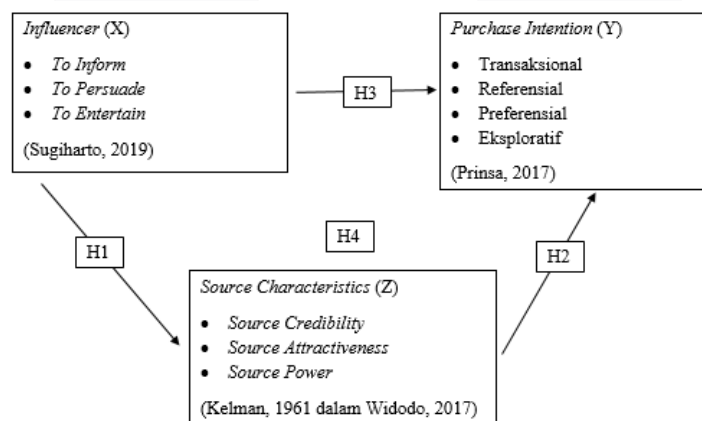 Influencer (X)
• To Inform
• To Persuade
• To Entertain
(Sugiharto, 2019)
H3
Purchase Intention (Y)
• Transaksional
• Referensial
• Preferensial
• Eksploratif
(Prinsa, 2017)
H1
H4
H2
Source Characteristics (Z)
• Source Credibility
• Source Attractiveness
• Source Power
(Kelman, 1961 dalam Widodo, 2017)